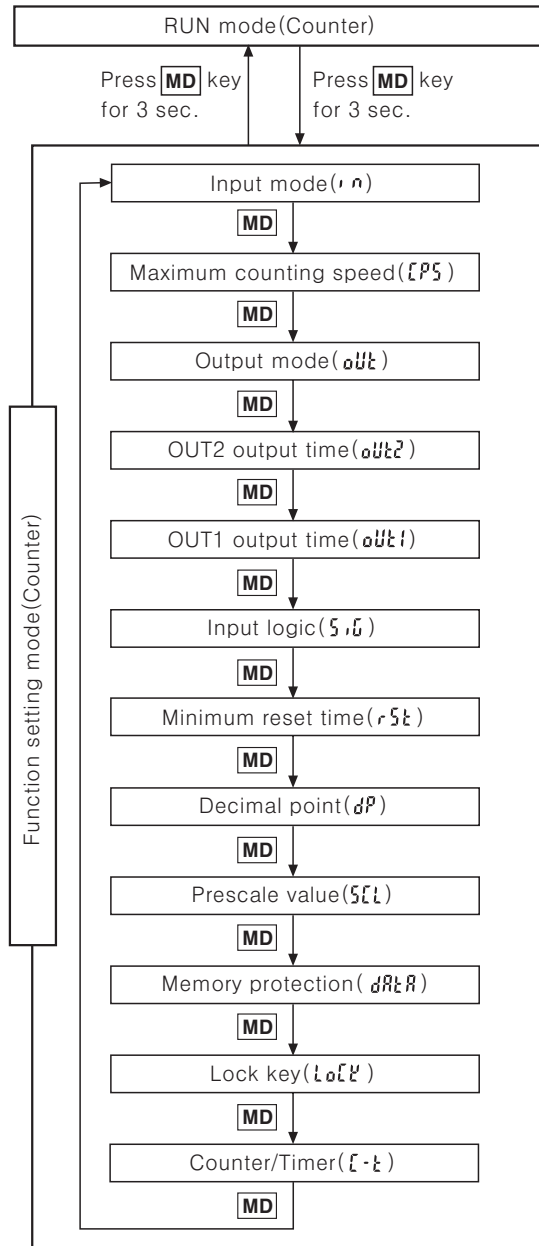 RUN mode(Counter)
Press MD key
for 3 sec.
Press MD key
for 3 sec.
Function setting mode(Counter)
Input mode(in)
MD
Maximum counting speed(CPS)
MD
Output mode(oUt)
MD
OUT2 output time(oUt2)
MD
OUT1 output time(oUt1)
MD
Input logic(SiG)
MD
Minimum reset time(rSt)
MD
Decimal point(dP)
MD
Prescale value(SCL)
MD
Memory protection( dAtA)
MD
Lock key(LoCK)
MD
Counter/Timer(C-t)
MD